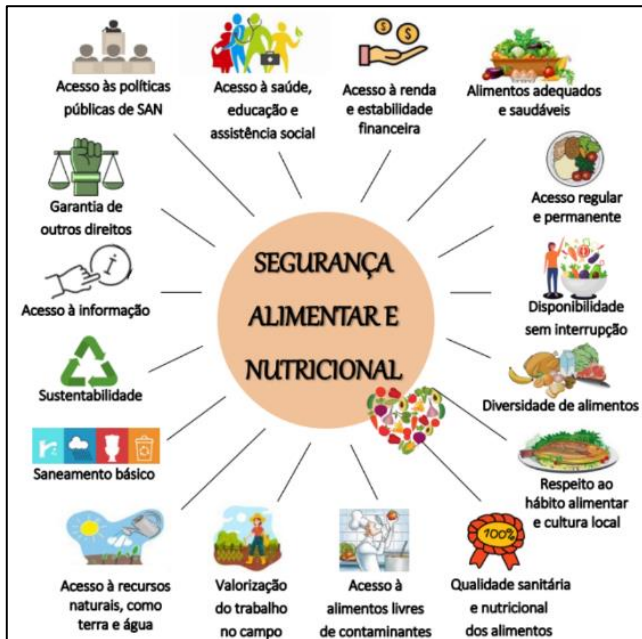 Acesso às políticas
públicas de SAN
Acesso à saúde,
educação e
assistência social
Acesso à renda
e estabilidade
financeira
Alimentos adequados
e saudáveis
Garantia de
outros direitos
Acesso regular
e permanente
SEGURANÇA
ALIMENTAR E
NUTRICIONAL
i
Acesso à informação
Disponibilidade
sem interrupção
Sustentabilidade
Diversidade de alimentos
Saneamento básico
Respeito ao
hábito alimentar
e cultura local
Acesso à recursos
naturais, como
terra e água
Valorização
do trabalho
no campo
Acesso à
alimentos livres
de contaminantes
100%
Qualidade sanitária
e nutricional
dos alimentos